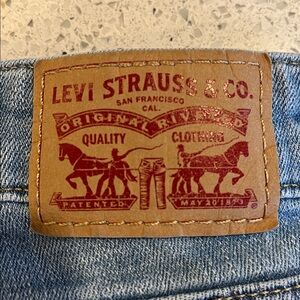 LEVI STRAUSS & CO.
SAN FRANCISCO
CAL.
ORIGINAL RIVETED
QUALITY CLOTHING
PATENTED MAY 20 1873